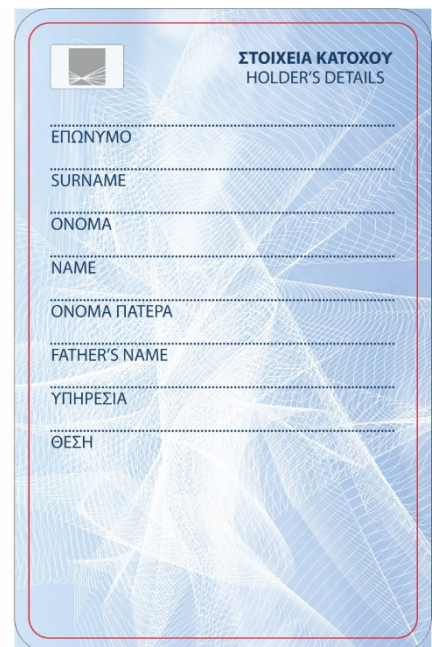 ΣΤΟΙΧΕΙΑ ΚΑΤΟΧΟΥ
HOLDER'S DETAILS
ΕΠΩΝΥΜΟ
SURNAME
ΟΝΟΜΑ
NAME
ΟΝΟΜΑ ΠΑΤΕΡΑ
FATHER'S NAME
ΥΠΗΡΕΣΙΑ
ΘΕΣΗ